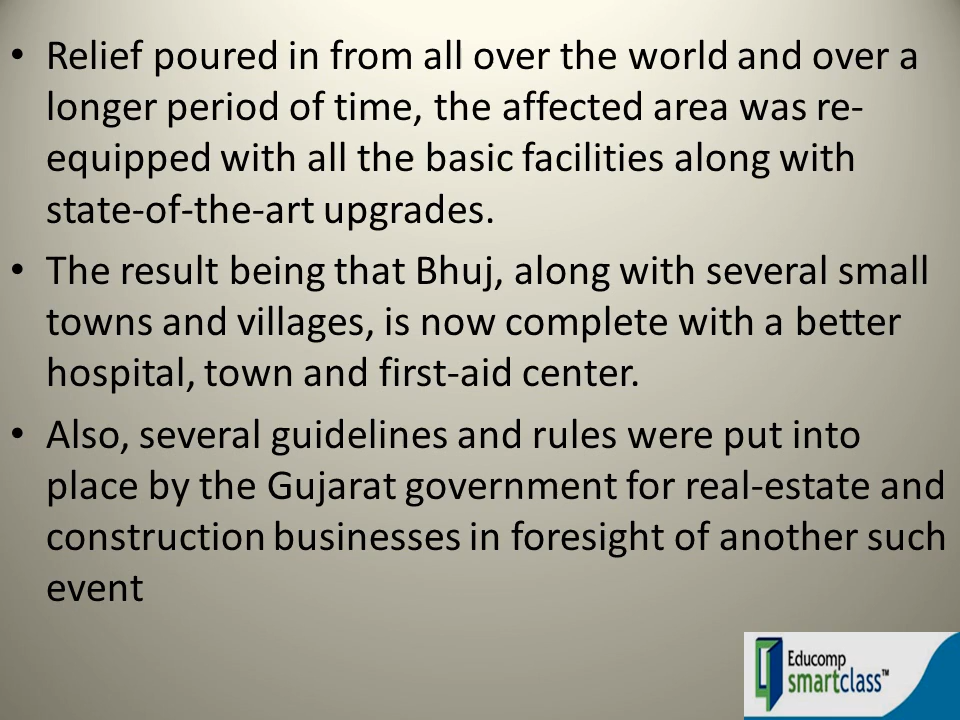 • Relief poured in from all over the world and over a
longer period of time, the affected area was re-
equipped with all the basic facilities along with
state-of-the-art upgrades.
• The result being that Bhuj, along with several small
towns and villages, is now complete with a better
hospital, town and first-aid center.
• Also, several guidelines and rules were put into
place by the Gujarat government for real-estate and
construction businesses in foresight of another such
event
Educomp
smartclass™